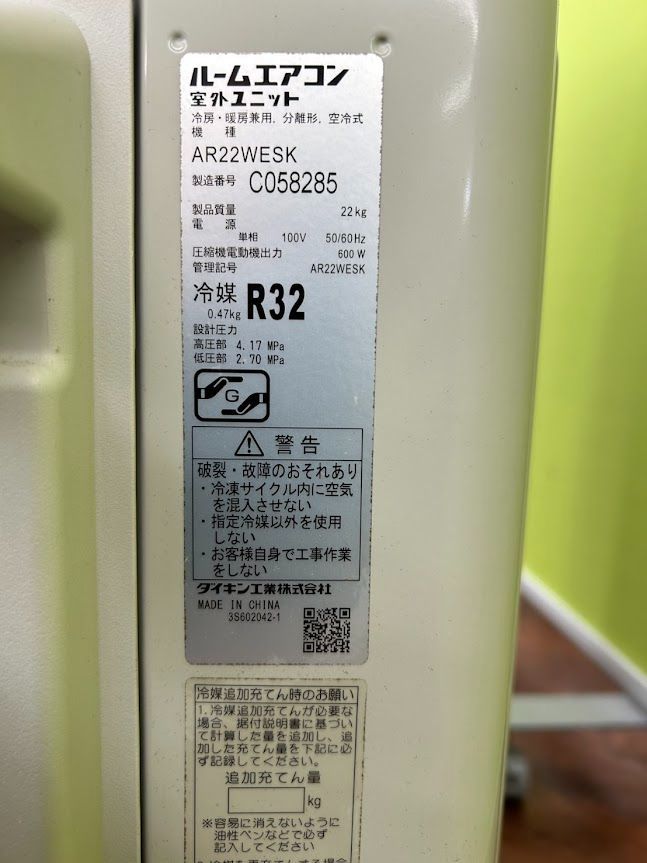 ルームエアコン
室外ユニット
冷房・暖房兼用, 分離形, 空冷式
機 種
AR22WESK
製造番号 C058285
製品質量 22kg
電 源
単相 100V 50/60Hz
圧縮機電動機出力 600W
管理記号 AR22WESK
冷媒 R32
0.47kg
設計圧力
高圧部 4.17 MPa
低圧部 2.70 MPa
G
警告
破裂・故障のおそれあり
・冷凍サイクル内に空気
を混入させない
・指定冷媒以外を使用
しない
・お客様自身で工事作業
をしない
ダイキン工業株式会社
MADE IN CHINA
3S602042-1
冷媒追加充てん時のお願い
1.冷媒追加充てんが必要な
場合、据付説明書に基づい
て計算した量を追加し、追
加した充てん量を下記に必
ず記録してください。
追加充てん量
kg
※容易に消えないように
油性ペンなどで必ず
記入してください